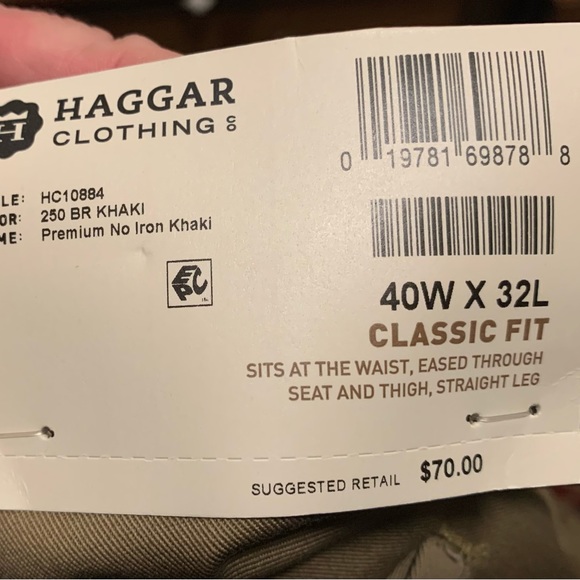 HAGGAR
CLOTHING CO
LE: HC10884
OR: 250 BR KHAKI
ME: Premium No Iron Khaki
0 19781 69878 8
EPC
40W X 32L
CLASSIC FIT
SITS AT THE WAIST, EASED THROUGH
SEAT AND THIGH, STRAIGHT LEG
SUGGESTED RETAIL $70.00